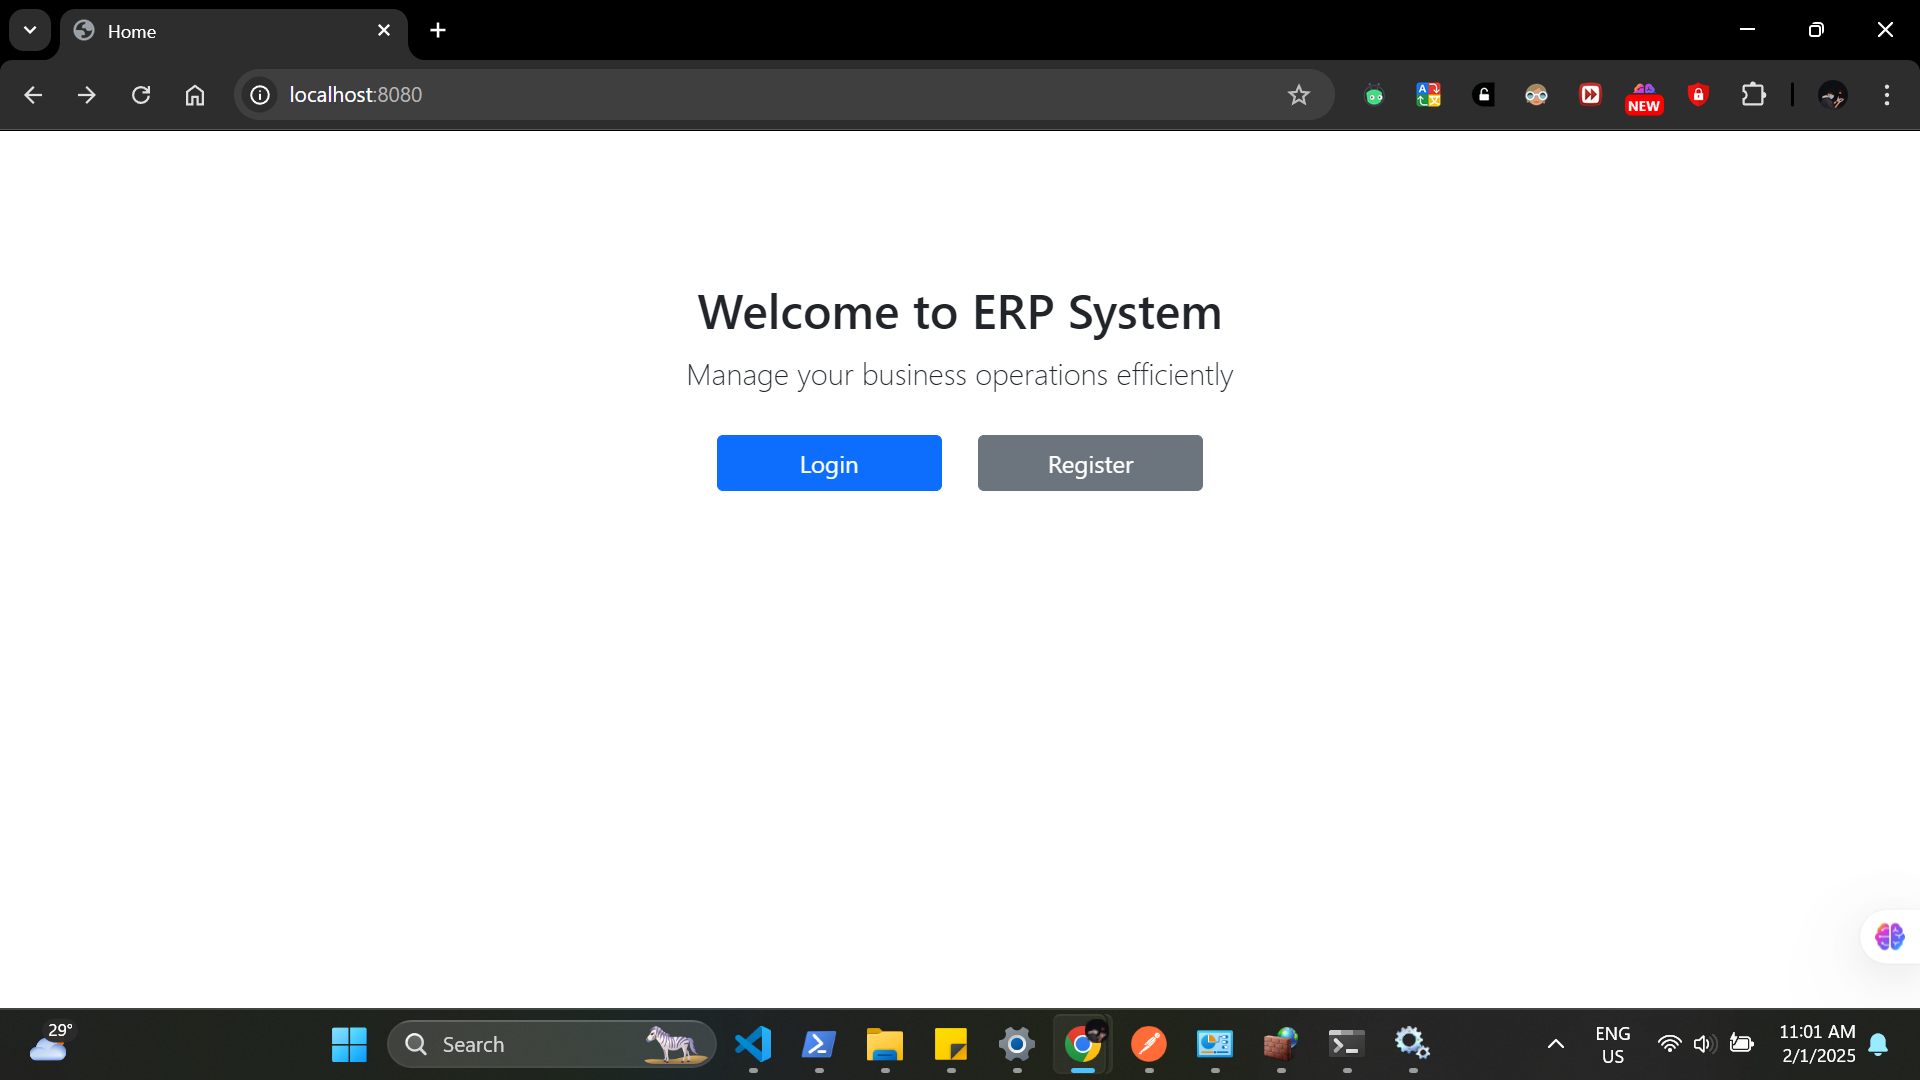 Home
localhost:8080
NEW
Welcome to ERP System
Manage your business operations efficiently
Login
Register
29°
Search
ENG
US
11:01 AM
2/1/2025